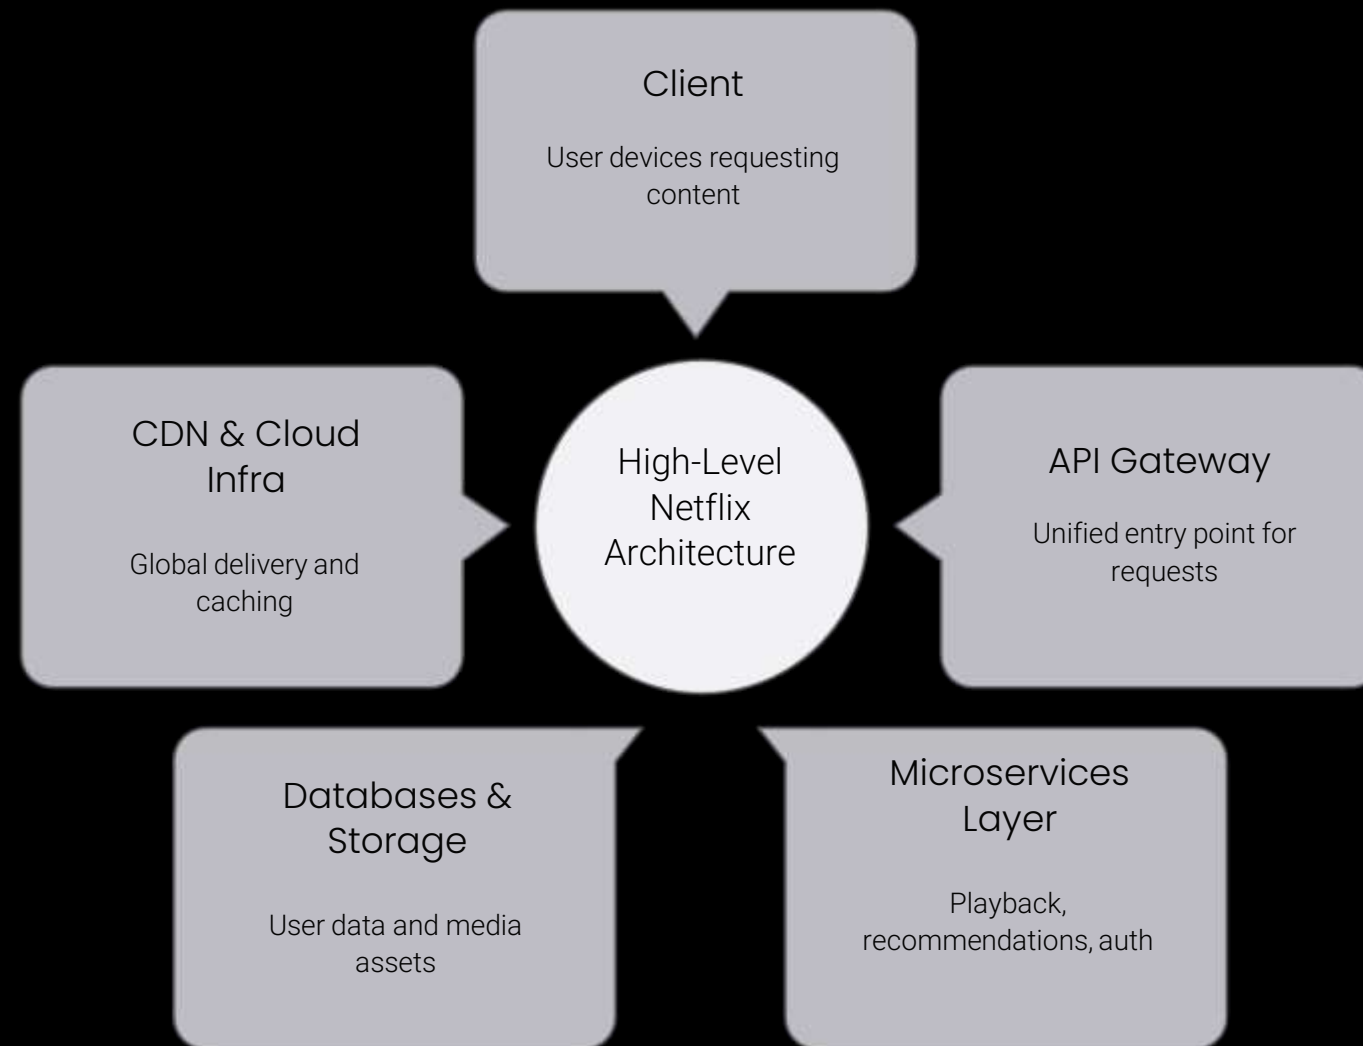 Client
User devices requesting
content
CDN & Cloud
Infra
Global delivery and
caching
High-Level
Netflix
Architecture
API Gateway
Unified entry point for
requests
Databases &
Storage
User data and media
assets
Microservices
Layer
Playback,
recommendations, auth